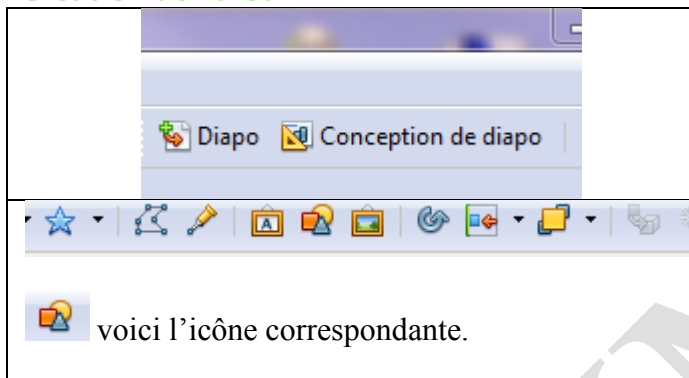 Diapo Conception de diapo
A
voici l’icône correspondante.